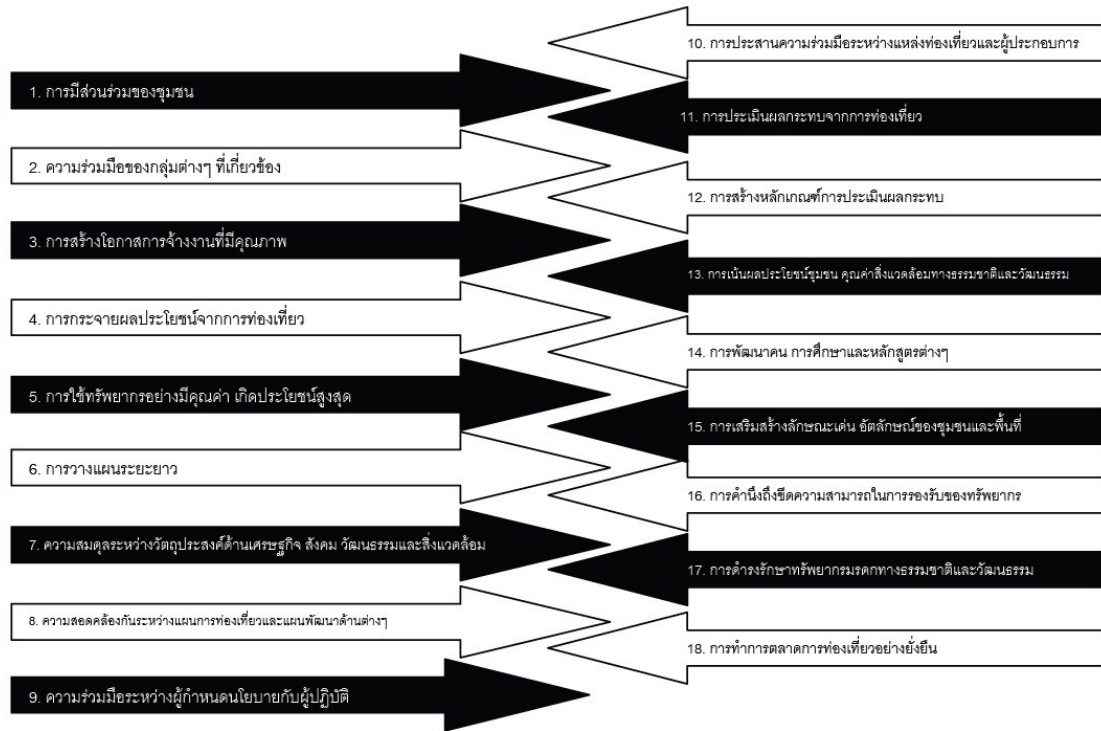 1. การมีส่วนร่วมของชุมชน
2. ความร่วมมือของกลุ่มต่างๆ ที่เกี่ยวข้อง
3. การสร้างโอกาสการจ้างงานที่มีคุณภาพ
4. การกระจายผลประโยชน์จากการท่องเที่ยว
5. การใช้ทรัพยากรอย่างมีคุณค่า เกิดประโยชน์สูงสุด
6. การวางแผนระยะยาว
7. ความสมดุลระหว่างวัตถุประสงค์ด้านเศรษฐกิจ สังคม วัฒนธรรมและสิ่งแวดล้อม
8. ความสอดคล้องกันระหว่างแผนการท่องเที่ยวและแผนพัฒนาด้านต่างๆ
9. ความร่วมมือระหว่างผู้กำหนดนโยบายกับผู้ปฏิบัติ
10. การประสานความร่วมมือระหว่างแหล่งท่องเที่ยวและผู้ประกอบการ
11. การประเมินผลกระทบจากการท่องเที่ยว
12. การสร้างหลักเกณฑ์การประเมินผลกระทบ
13. การเน้นผลประโยชน์ชุมชน คุณค่าสิ่งแวดล้อมทางธรรมชาติและวัฒนธรรม
14. การพัฒนาคน การศึกษาและหลักสูตรต่างๆ
15. การเสริมสร้างลักษณะเด่น อัตลักษณ์ของชุมชนและพื้นที่
16. การคำนึงถึงขีดความสามารถในการรองรับของทรัพยากร
17. การดำรงรักษาทรัพยากรมรดกทางธรรมชาติและวัฒนธรรม
18. การทำการตลาดการท่องเที่ยวอย่างยั่งยืน